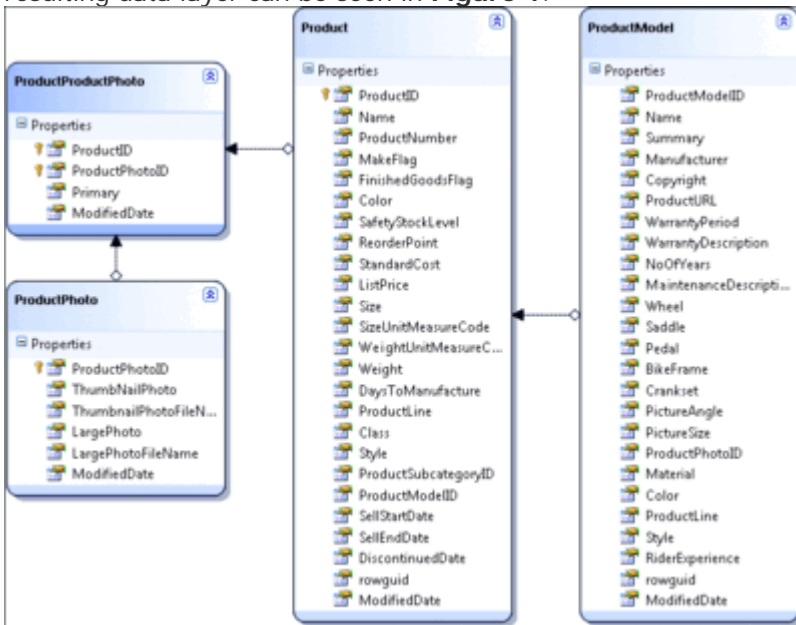 resulting data layer can be seen in Figure 4.
ProductProductPhoto
Properties
ProductID
ProductPhotoID
Primary
ModifiedDate
ProductPhoto
Properties
ProductPhotoID
ThumbNailPhoto
ThumbnailPhotoFileN...
LargePhoto
LargePhotoFileName
ModifiedDate
Product
Properties
ProductID
Name
ProductNumber
MakeFlag
FinishedGoodsFlag
Color
SafetyStockLevel
ReorderPoint
StandardCost
ListPrice
Size
SizeUnitMeasureCode
WeightUnitMeasureC...
Weight
DaysToManufacture
ProductLine
Class
Style
ProductSubcategoryID
ProductModelID
SellStartDate
SellEndDate
DiscontinuedDate
rowguid
ModifiedDate
ProductModel
Properties
ProductModelID
Name
Summary
Manufacturer
Copyright
ProductURL
WarrantyPeriod
WarrantyDescription
NoOfYears
MaintenanceDescripti...
Wheel
Saddle
Pedal
BikeFrame
Crankset
PictureAngle
PictureSize
ProductPhotoID
Material
Color
ProductLine
Style
RiderExperience
rowguid
ModifiedDate